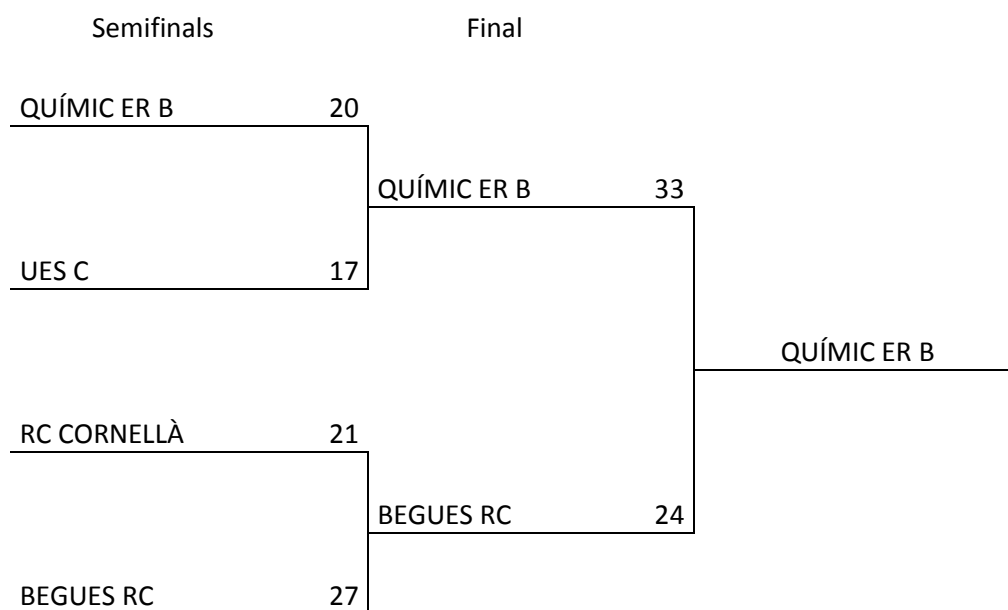 Semifinals Final
QUÍMIC ER B 20
QUÍMIC ER B 33
UES C 17
QUÍMIC ER B
RC CORNELLÀ 21
BEGUES RC 24
BEGUES RC 27